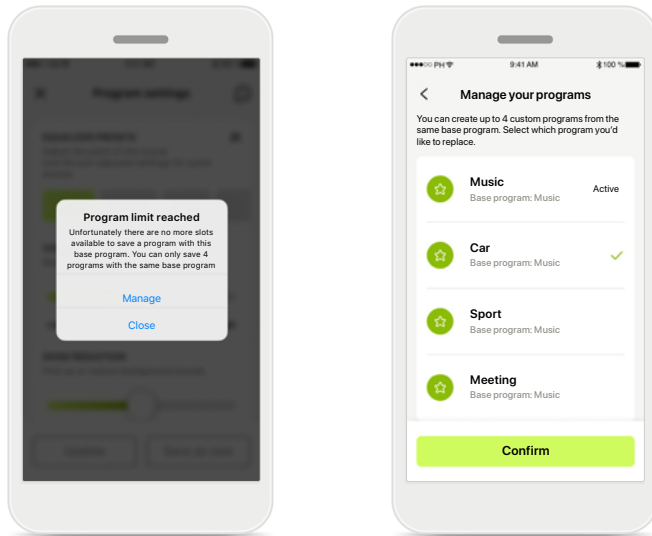 Program settings
Program limit reached
Unfortunately there are no more slots
available to save a program with this
base program. You can only save 4
programs with the same base program
Manage
Close
●●●○○ PH
9:41 AM
100 %
Manage your programs
You can create up to 4 custom programs from the
same base program. Select which program you'd
like to replace.
Music
Base program: Music
Active
Car
Base program: Music
Sport
Base program: Music
Meeting
Base program: Music
Confirm